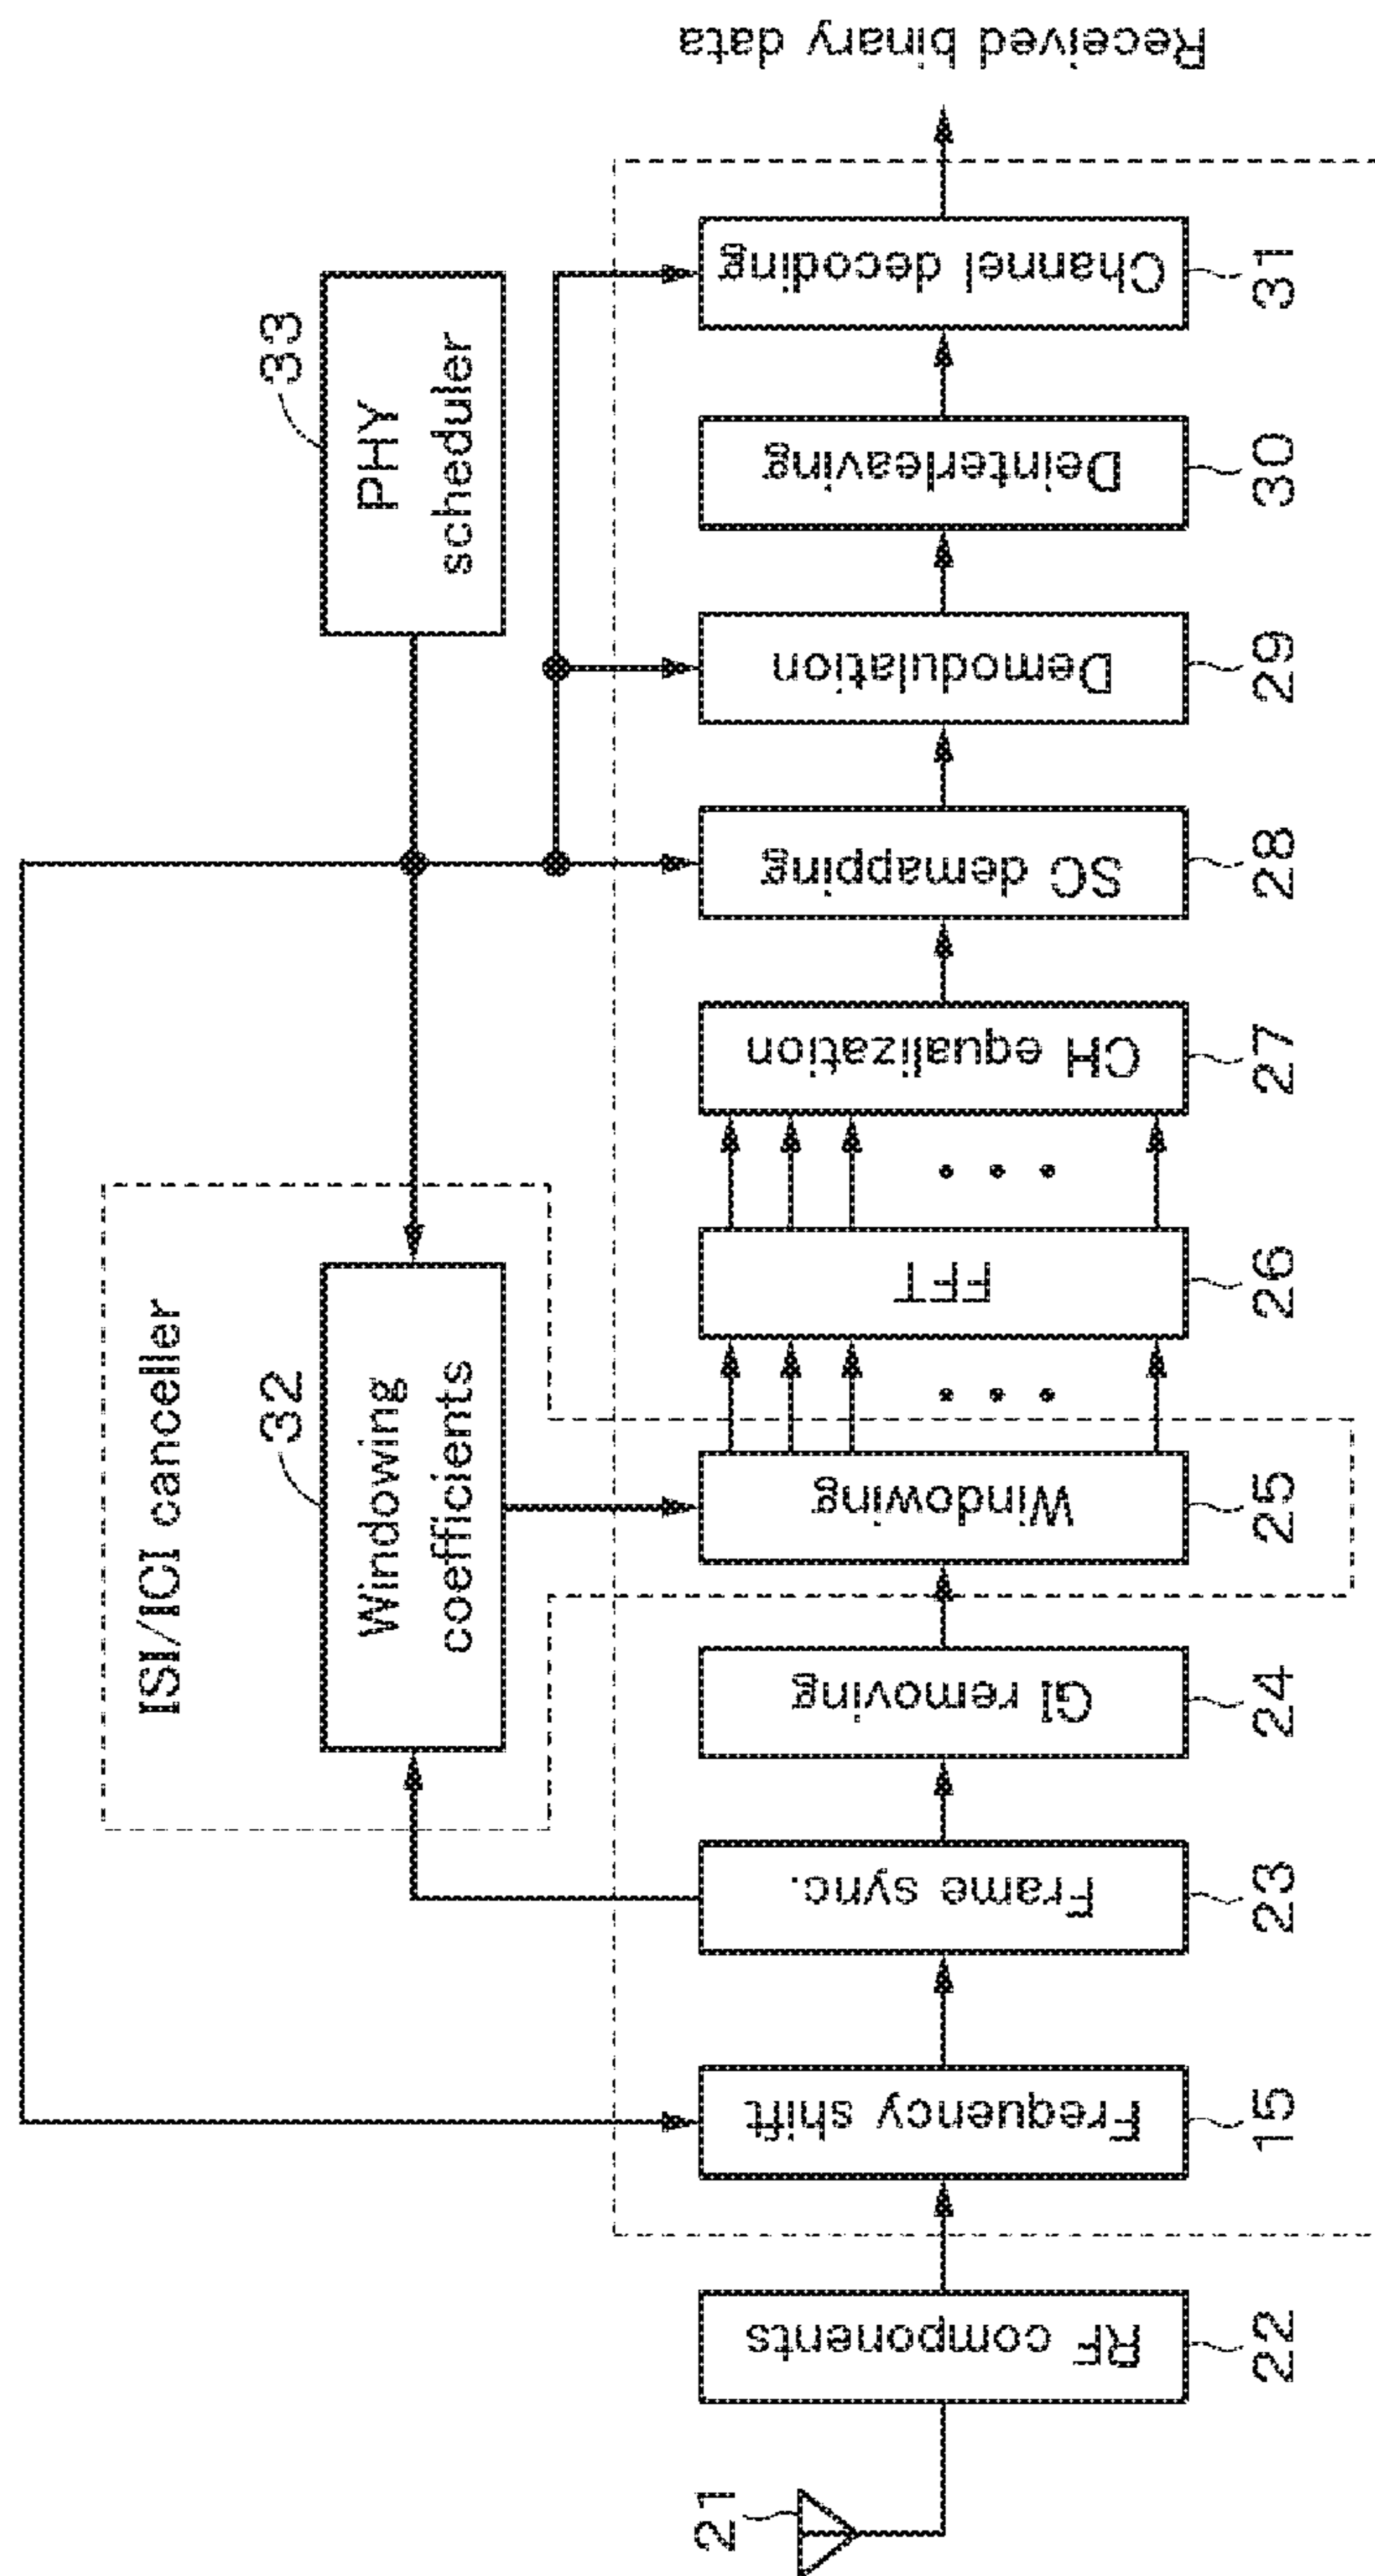 ISI/ICI canceller
32
Windowing
coefficients
33
PHY
scheduler
21
RF components
22
Frequency shift
15
Frame sync.
23
GI removing
24
Windowing
25
FFT
26
CH equalization
27
SC demapping
28
Demodulation
29
Deinterleaving
30
Channel decoding
31
Received binary data